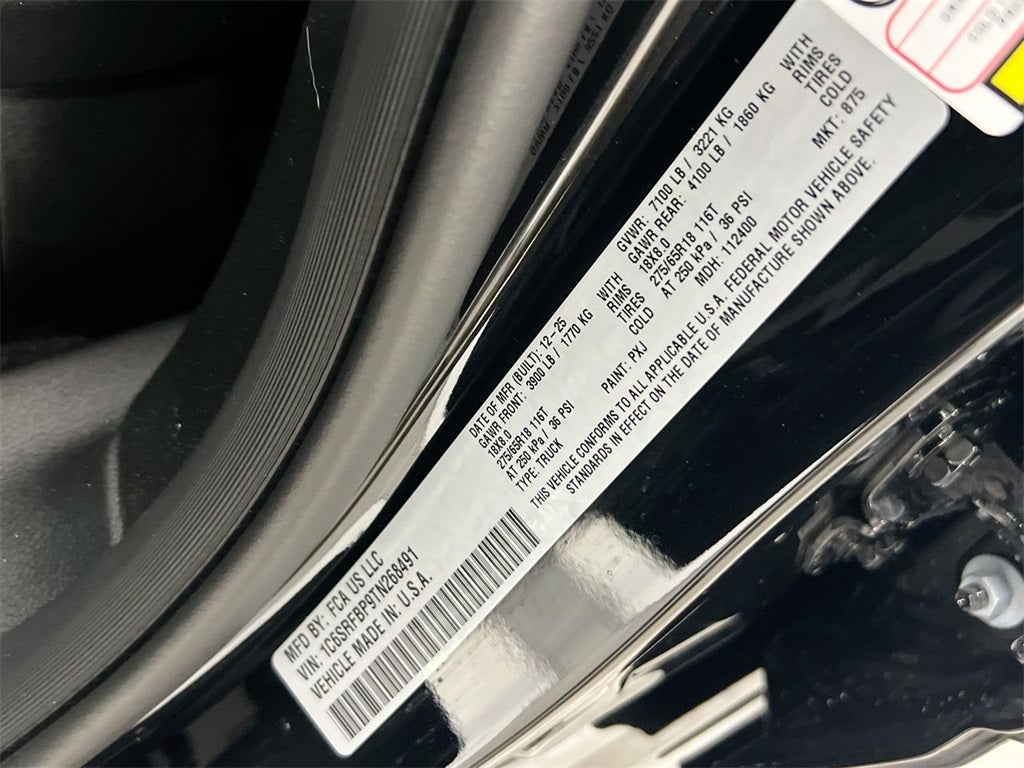 MFD BY: FCA US LLC
VIN: 1C6SRFBP9TN268491
VEHICLE MADE IN: U.S.A.
DATE OF MFR (BUILT): 12-25
GAWR FRONT: 3900 LB / 1770 KG WITH
18X8.0 RIMS
275/65R18 116T TIRES
AT 250 kPa / 36 PSI COLD
TYPE: TRUCK PAINT: PXJ
GVWR: 7100 LB / 3221 KG
GAWR REAR: 4100 LB / 1860 KG WITH
18X8.0 RIMS
275/65R18 116T TIRES
AT 250 kPa / 36 PSI COLD
MDH: 112400 MKT: 875
THIS VEHICLE CONFORMS TO ALL APPLICABLE U.S.A. FEDERAL MOTOR VEHICLE SAFETY
STANDARDS IN EFFECT ON THE DATE OF MANUFACTURE SHOWN ABOVE.